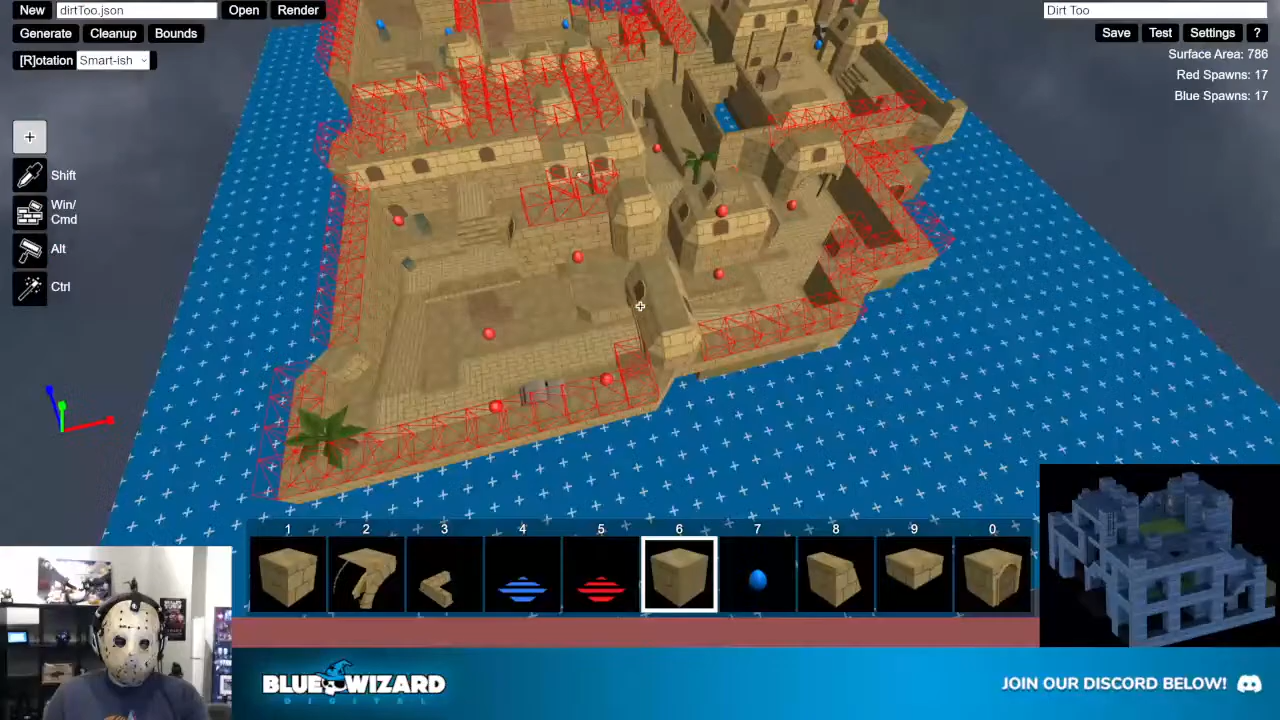 New dirtToo.json Open Render
Generate Cleanup Bounds
[R]otation Smart-ish
+
Shift
Win/
Cmd
Alt
Ctrl
Dirt Too
Save Test Settings ?
Surface Area: 786
Red Spawns: 17
Blue Spawns: 17
1 2 3 4 5 6 7 8 9 0
BLUE WIZARD
DIGITAL
JOIN OUR DISCORD BELOW!